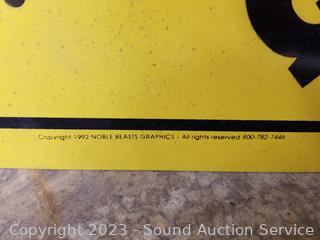 Copyright 1992 NOBLE BEASTS GRAPHICS / All rights reserved 800-782-7446
Copyright 2023 - Sound Auction Service